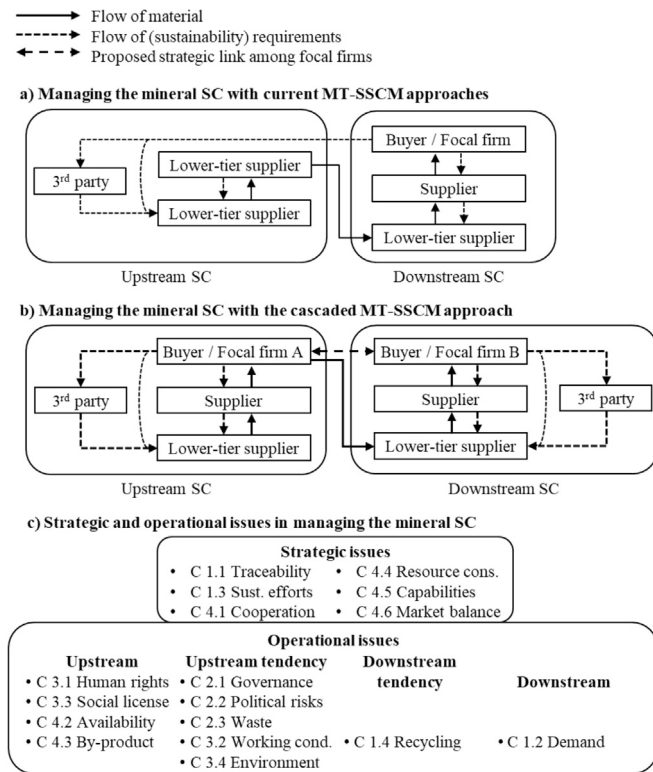 Flow of material
Flow of (sustainability) requirements
Proposed strategic link among focal firms
a) Managing the mineral SC with current MT-SSCM approaches
Buyer / Focal firm
Lower-tier supplier
3rd party
Supplier
Lower-tier supplier
Lower-tier supplier
Upstream SC
Downstream SC
b) Managing the mineral SC with the cascaded MT-SSCM approach
Buyer / Focal firm A
Buyer / Focal firm B
3rd party
Supplier
Supplier
3rd party
Lower-tier supplier
Lower-tier supplier
Upstream SC
Downstream SC
c) Strategic and operational issues in managing the mineral SC
Strategic issues
• C 1.1 Traceability • C 4.4 Resource cons.
• C 1.3 Sust. efforts • C 4.5 Capabilities
• C 4.1 Cooperation • C 4.6 Market balance
Operational issues
Upstream
• C 3.1 Human rights
• C 3.3 Social license
• C 4.2 Availability
• C 4.3 By-product
Upstream tendency
• C 2.1 Governance
• C 2.2 Political risks
• C 2.3 Waste
• C 3.2 Working cond.
• C 3.4 Environment
Downstream
tendency
• C 1.4 Recycling
Downstream
• C 1.2 Demand